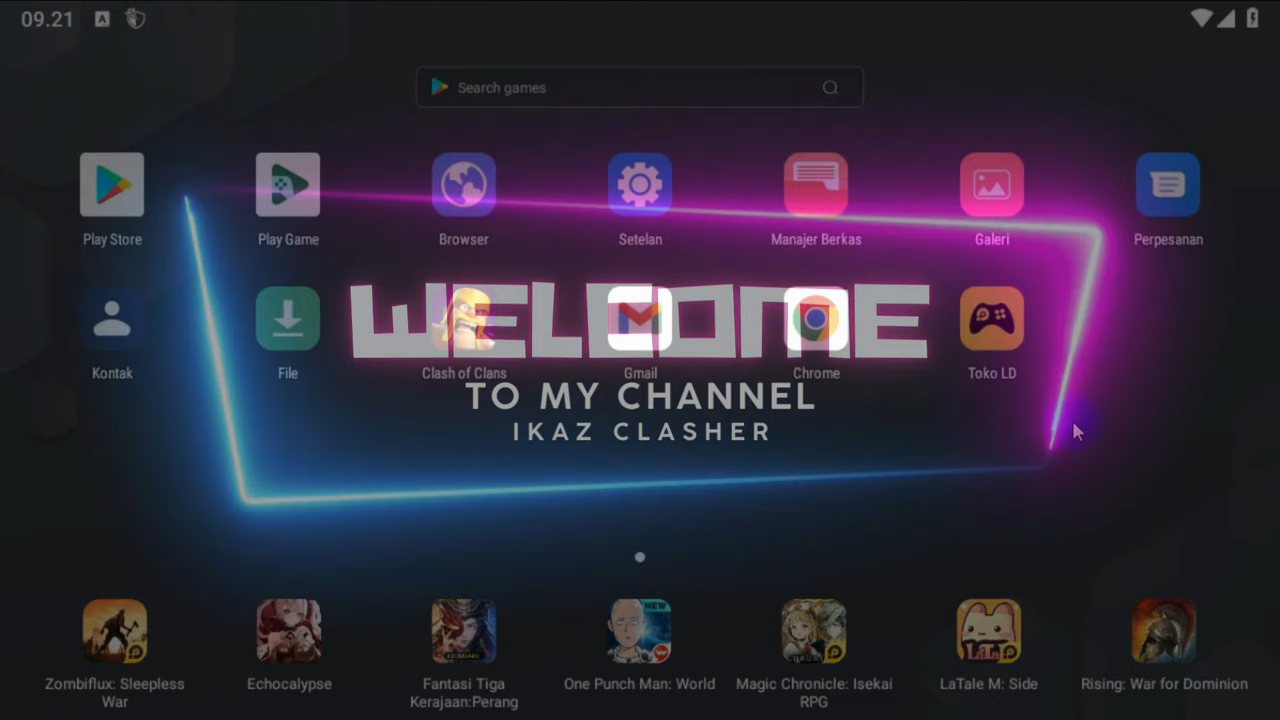 09.21
Search games
Play Store
Play Game
Browser
Setelan
Manajer Berkas
Galeri
Perpesanan
WELCOME
Kontak
File
Clash of Clans
Gmail
Chrome
Toko LD
TO MY CHANNEL
IKAZ CLASHER
NEW
LaTa
Zombiflux: Sleepless
War
Echocalypse
Fantasi Tiga
Kerajaan:Perang
One Punch Man: World
Magic Chronicle: Isekai
RPG
LaTale M: Side
Rising: War for Dominion